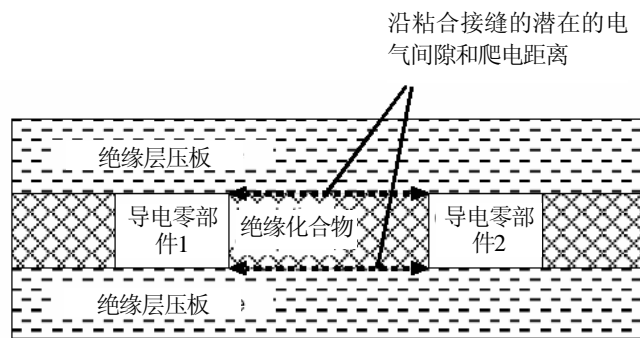 沿粘合接缝的潜在的电
气间隙和爬电距离
绝缘层压板
导电零部
件1
绝缘化合物
导电零部
件2
绝缘层压板 e